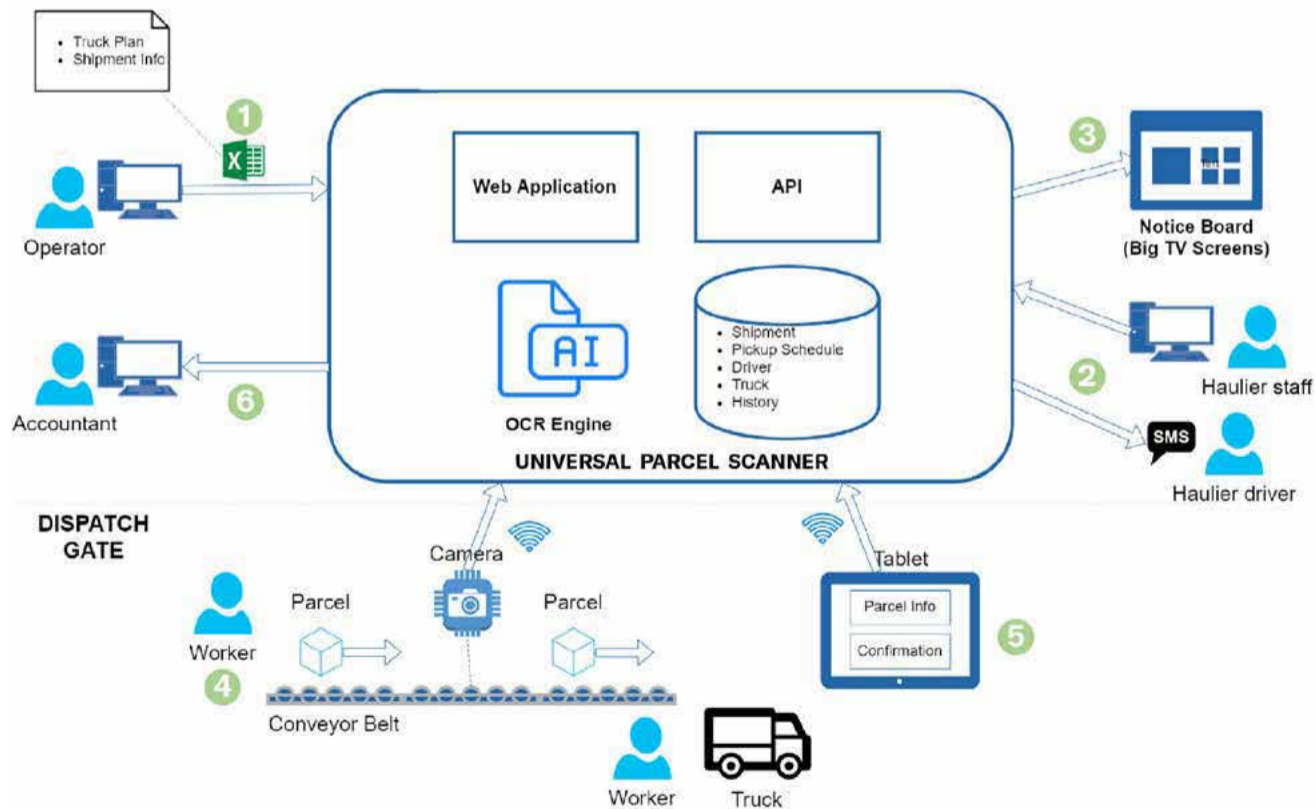 • Truck Plan
• Shipment Info
1
X
Operator
Web Application
API
3
Notice Board
(Big TV Screens)
AI
OCR Engine
• Shipment
• Pickup Schedule
• Driver
• Truck
• History
2
Haulier staff
SMS
Haulier driver
6
Accountant
UNIVERSAL PARCEL SCANNER
DISPATCH
GATE
Camera
Tablet
Parcel
Parcel
Worker
4
Conveyor Belt
Parcel Info
Confirmation
5
Worker
Truck